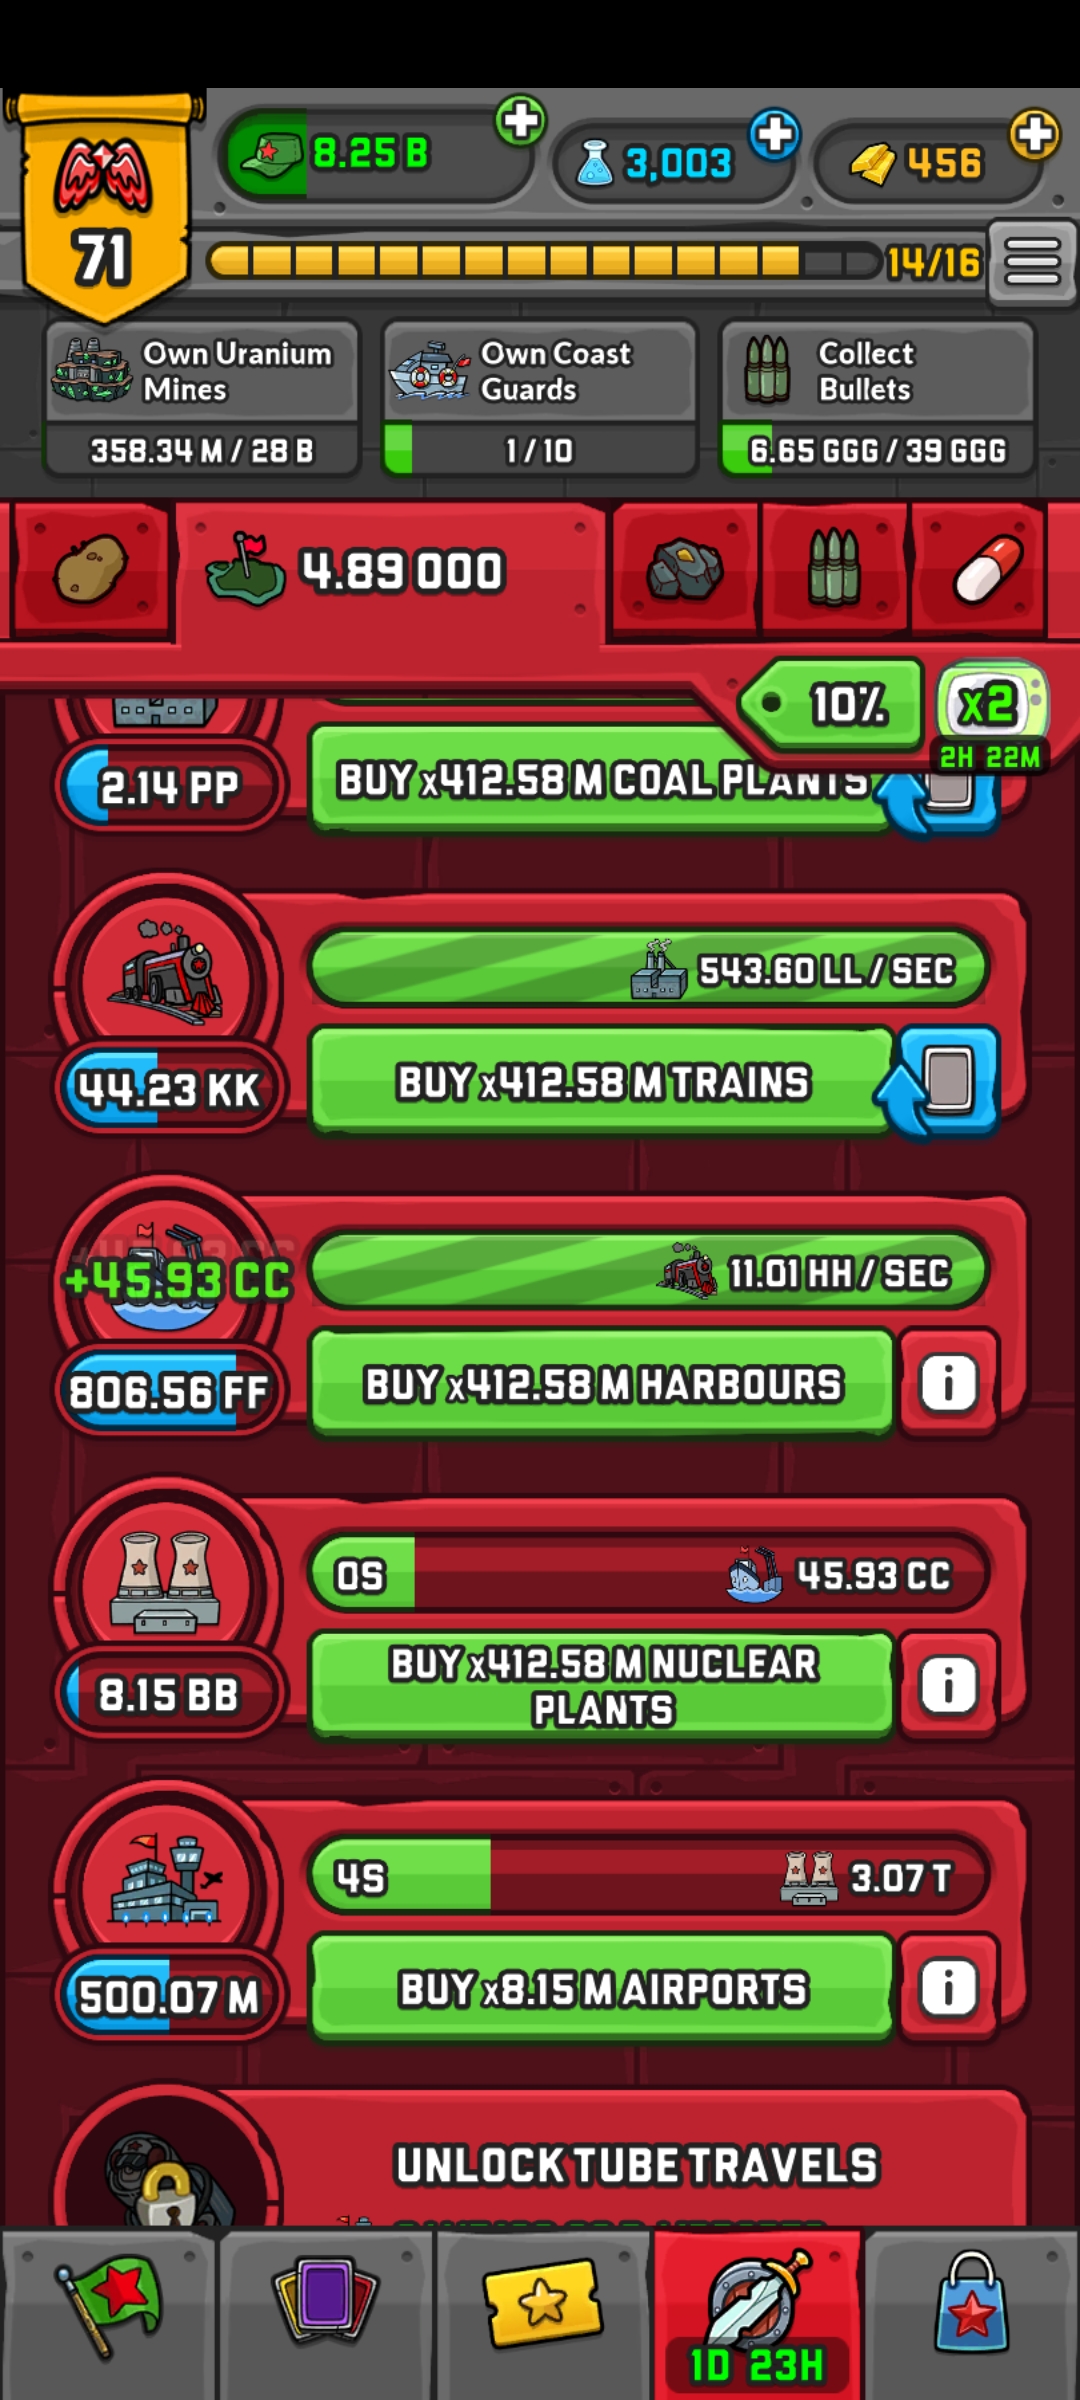 8.25 B
3,003
456
71
14/16
Own Uranium
Mines
358.34 M / 28 B
Own Coast
Guards
1 / 10
Collect
Bullets
6.65 GGG / 39 GGG
4.89 OOO
10%
x2
2H 22M
2.14 PP
BUY x412.58 M COAL PLANTS
543.60 LL / SEC
44.23 KK
BUY x412.58 M TRAINS
+45.93 CC
11.01 HH / SEC
806.56 FF
BUY x412.58 M HARBOURS
i
0S
45.93 CC
8.15 BB
BUY x412.58 M NUCLEAR
PLANTS
i
4S
3.07 T
500.07 M
BUY x8.15 M AIRPORTS
i
UNLOCK TUBE TRAVELS
1D 23H